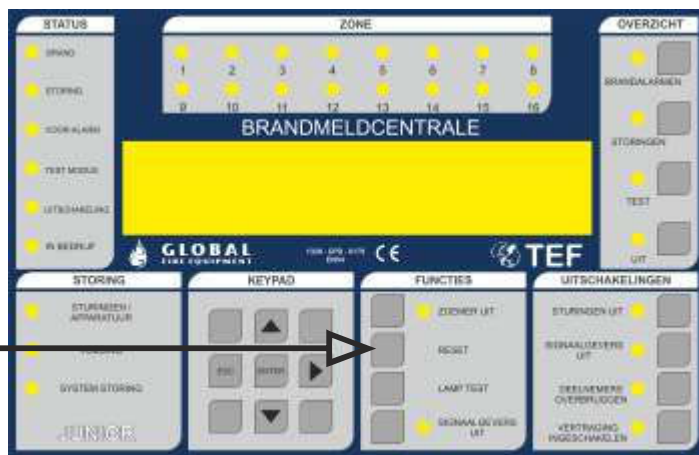 STATUS
BRAND
STORING
VOOR ALARM
TEST MODUS
UITSCHAKELING
IN BEDRIJF
ZONE
1 2 3 4 5 6 7 8
9 10 11 12 13 14 15 16
BRANDMELDCENTRALE
GLOBAL
FIRE EQUIPMENT
CE
TEF
OVERZICHT
BRANDALARMEN
STORINGEN
TEST
UIT
STORING
STURINGEN /
APPARATUUR
VOEDING
SYSTEEM STORING
JUNIOR
KEYPAD
ESC ENTER
FUNCTIES
ZOEMER UIT
RESET
LAMP TEST
SIGNAALGEVERS
UIT
UITSCHAKELINGEN
STURINGEN UIT
SIGNAALGEVERS
UIT
DEELNEMERS
OVERBRUGGEN
VERTRAGING
INGESCHAKELEN